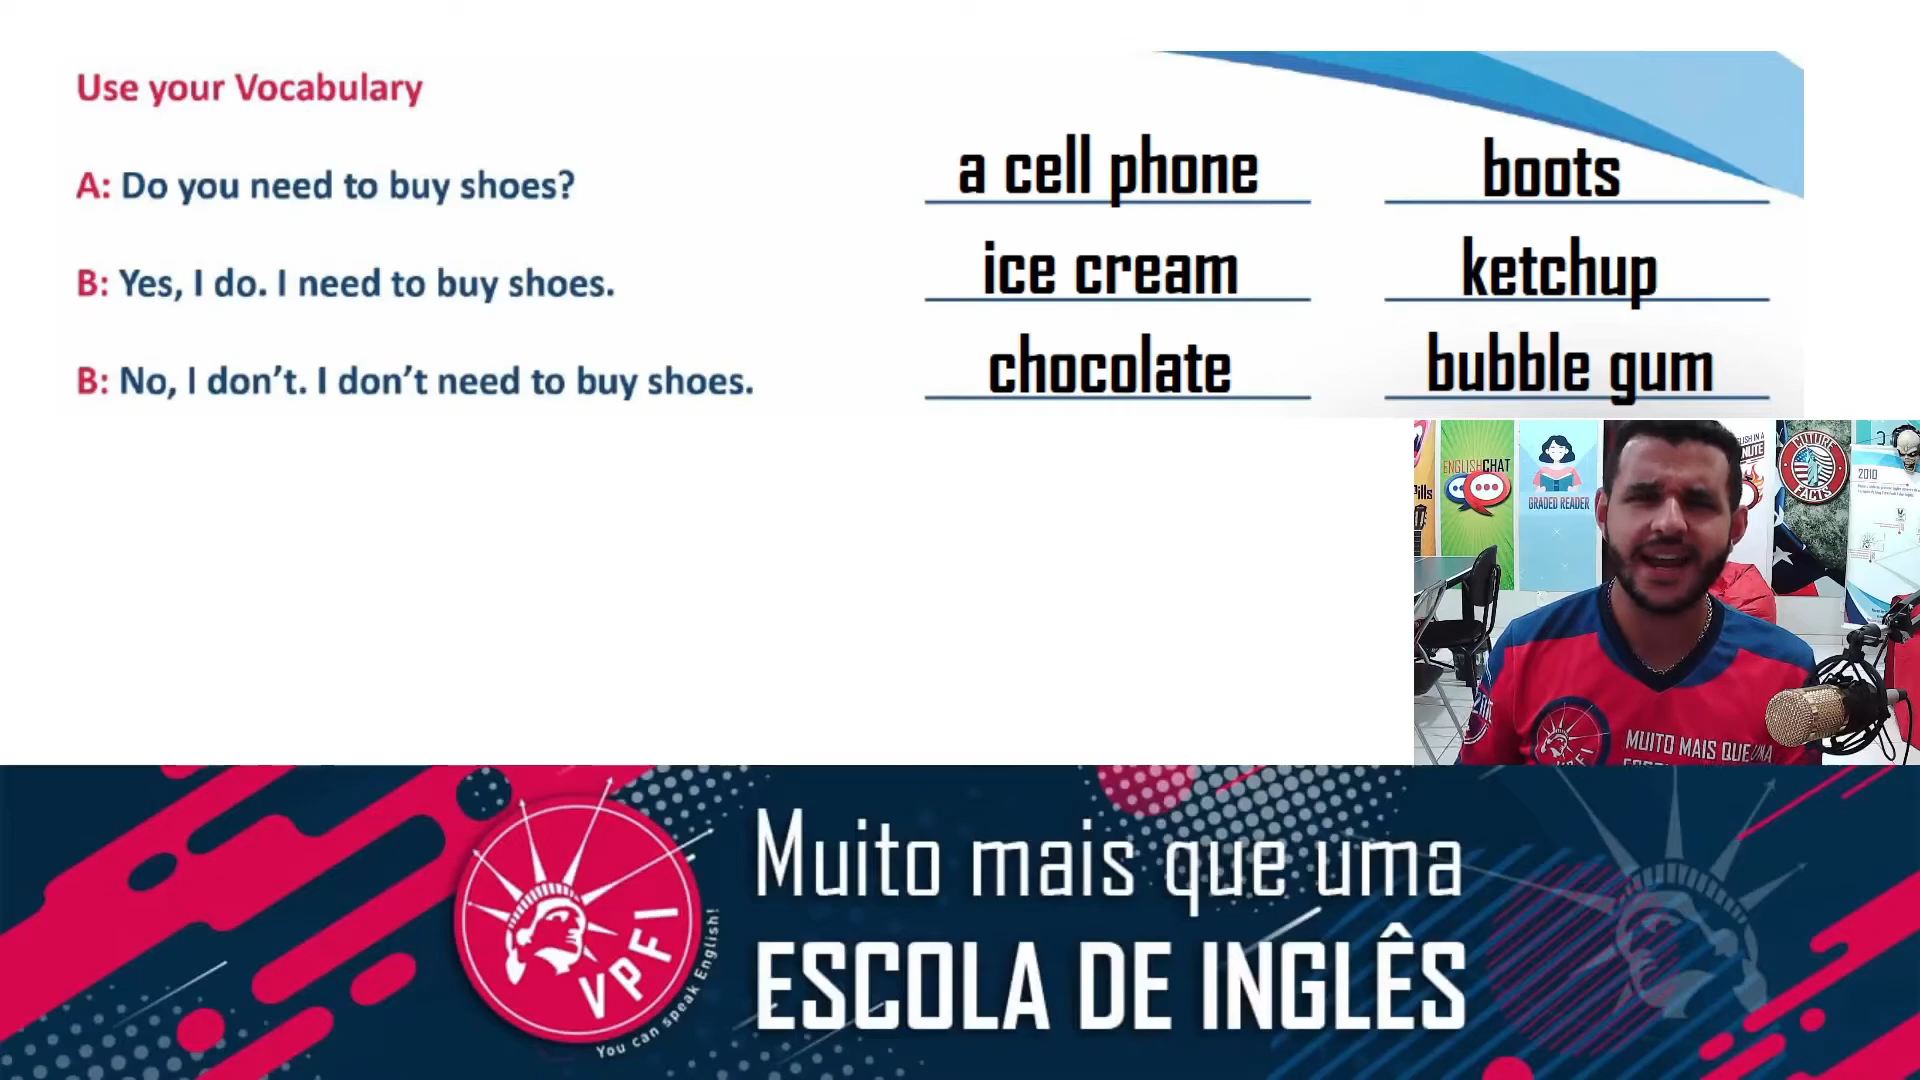 Use your Vocabulary
A: Do you need to buy shoes?
B: Yes, I do. I need to buy shoes.
B: No, I don't. I don't need to buy shoes.
a cell phone
boots
ice cream
ketchup
chocolate
bubble gum
Pills
ENGLISH CHAT
GRADED READER
2010
FACTS
MUITO MAIS QUE UMA
VPFI
You can speak English!
Muito mais que uma
ESCOLA DE INGLÊS